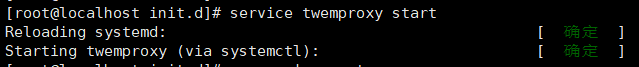 [root@localhost init.d]# service twemproxy start
Reloading systemd: [ 确定 ]
Starting twemproxy (via systemctl): [ 确定 ]